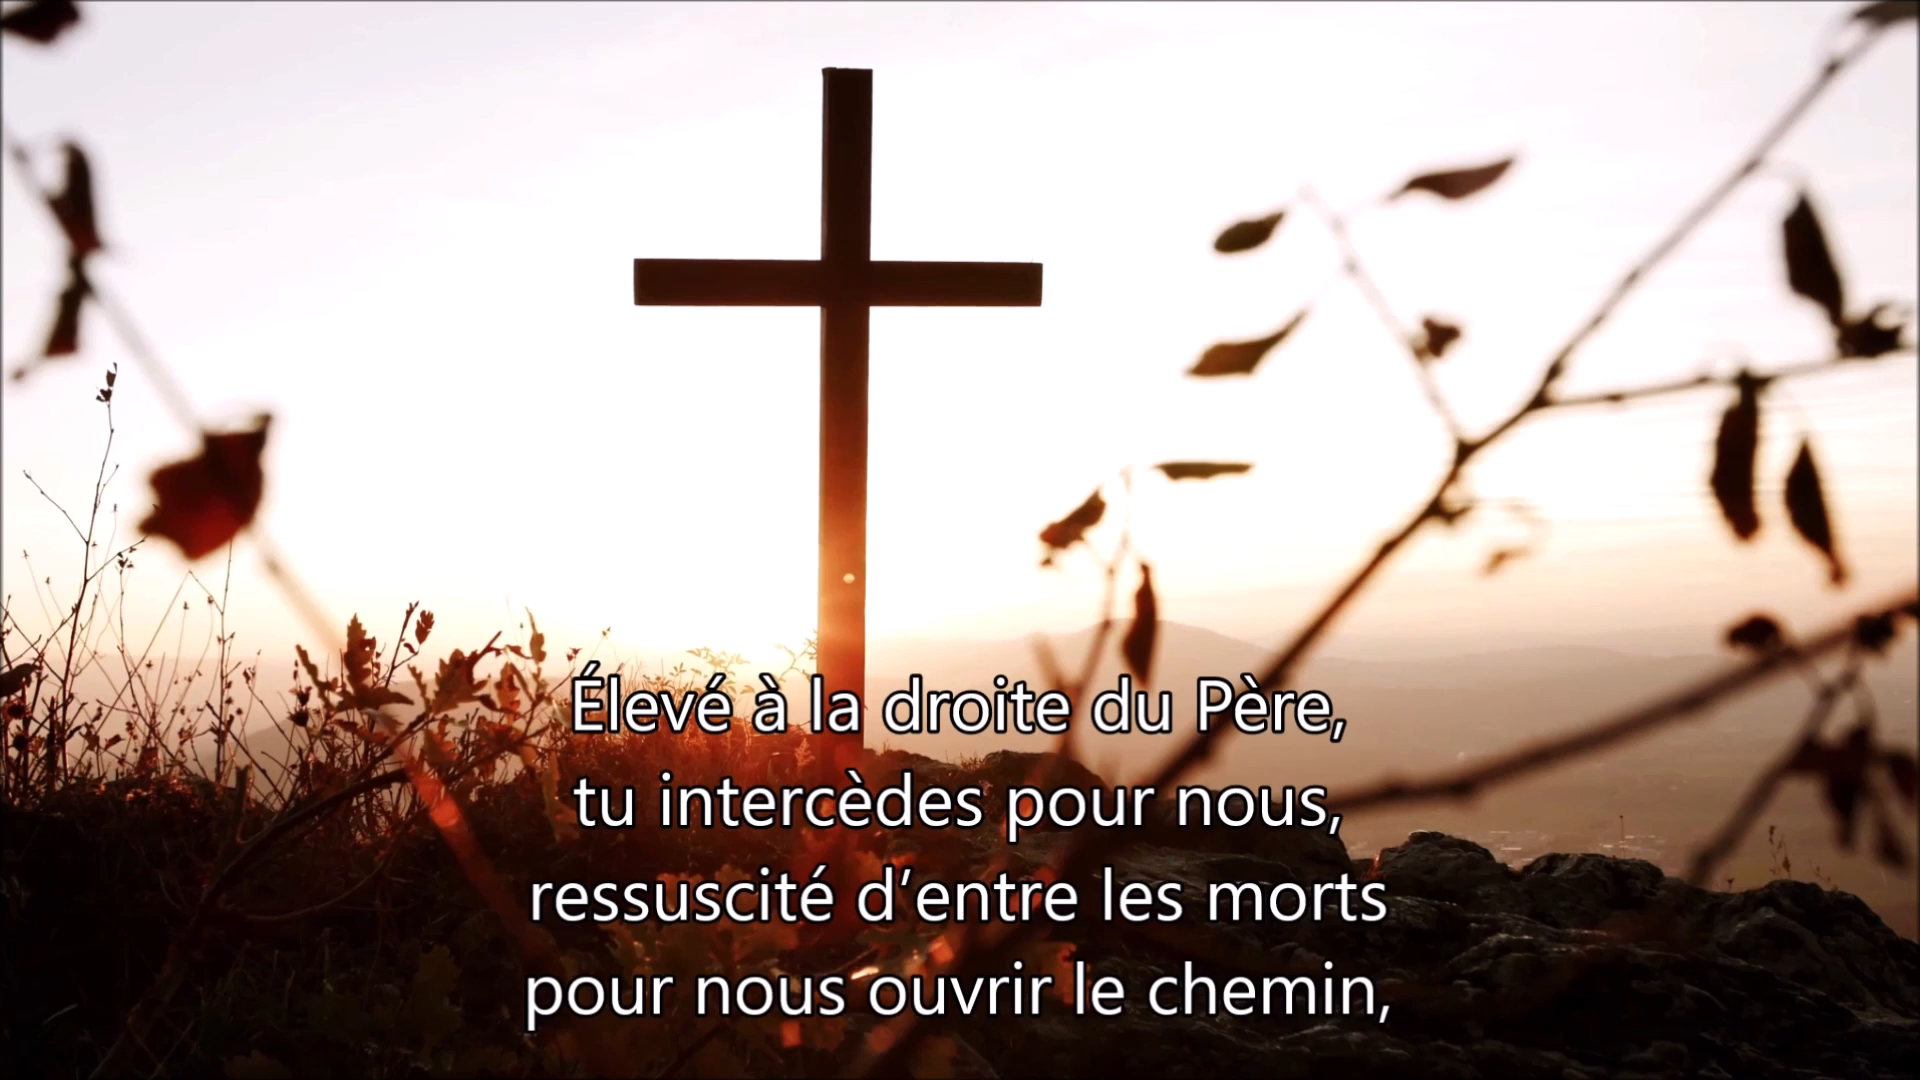 Élevé à la droite du Père,
tu intercèdes pour nous,
ressuscité d’entre les morts
pour nous ouvrir le chemin,